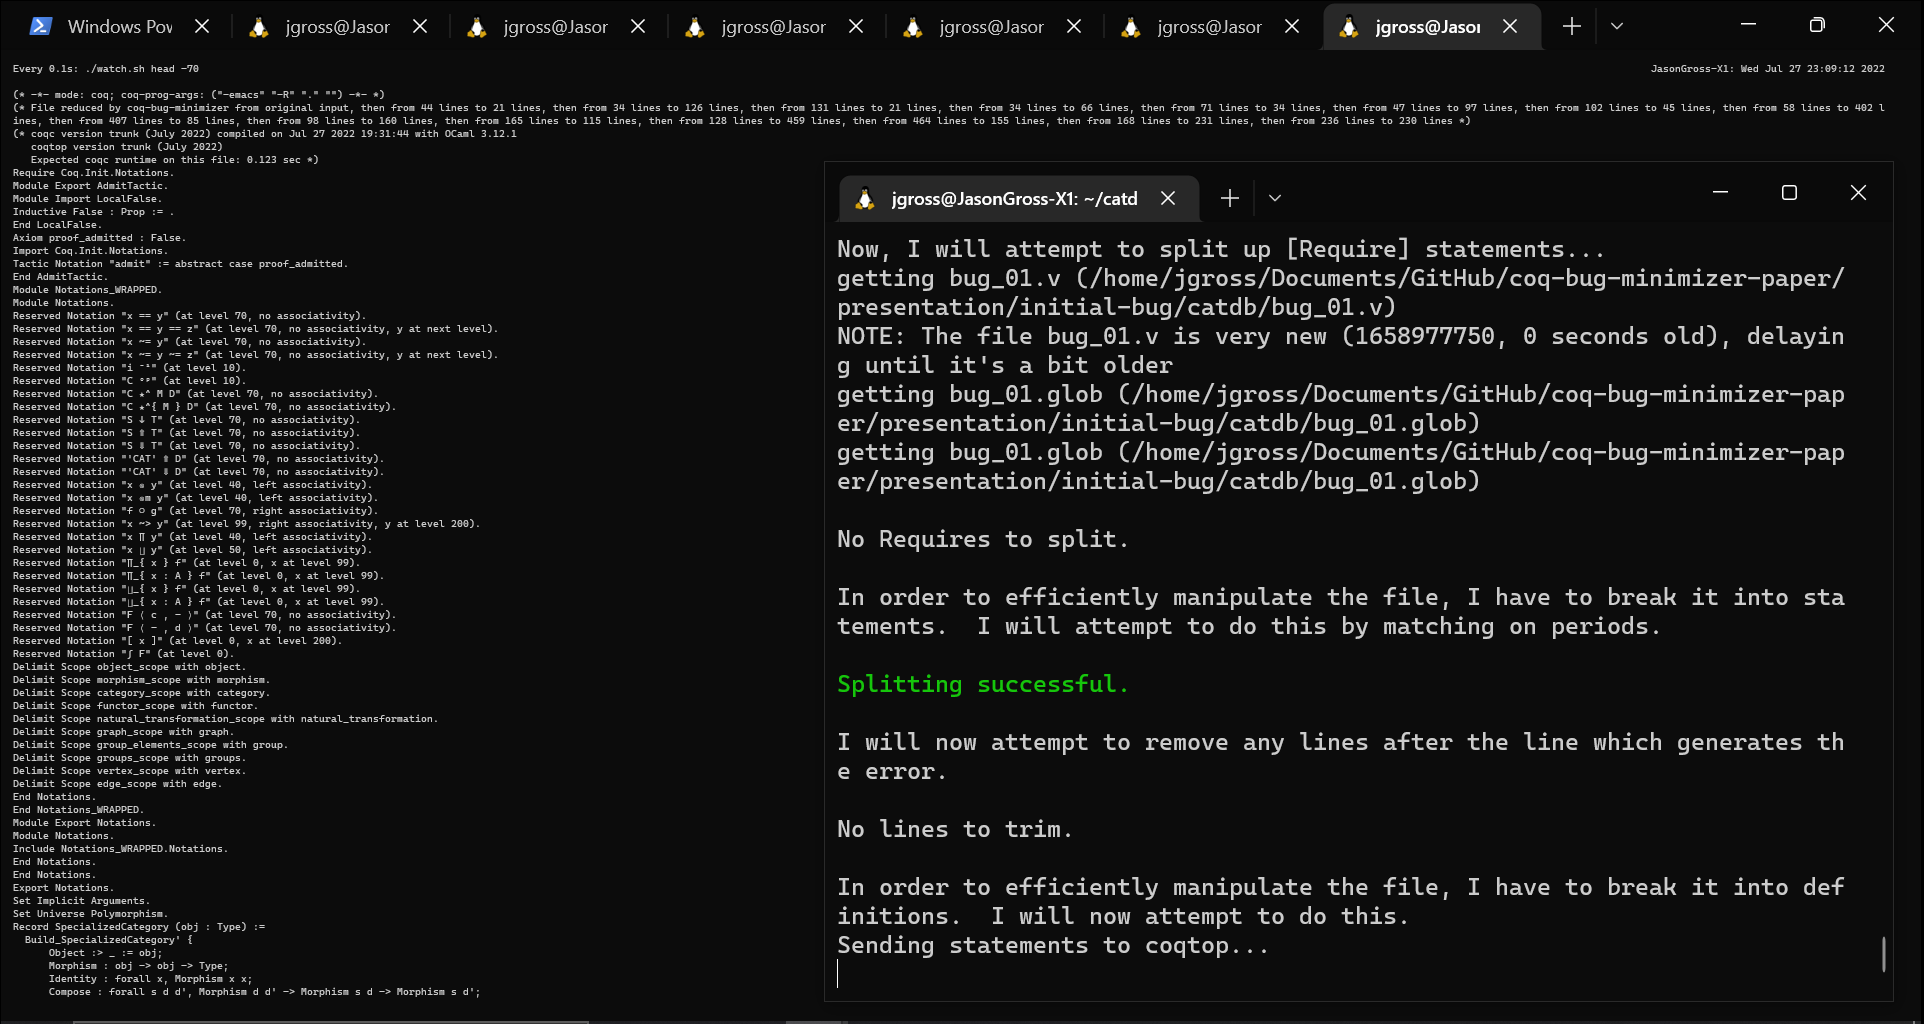 Windows Pow
jgross@Jasor
jgross@Jasor
jgross@Jasor
jgross@Jasor
jgross@Jasor
jgross@Jasor
Every 0.1s: ./watch.sh head -70
JasonGross-X1: Wed Jul 27 23:09:12 2022
(* -*- mode: coq; coq-prog-args: ("-emacs" "-R" "." "") -*- *)
(* File reduced by coq-bug-minimizer from original input, then from 44 lines to 21 lines, then from 34 lines to 126 lines, then from 131 lines to 21 lines, then from 34 lines to 66 lines, then from 71 lines to 34 lines, then from 47 lines to 97 lines, then from 102 lines to 45 lines, then from 58 lines to 402 l
ines, then from 407 lines to 85 lines, then from 98 lines to 160 lines, then from 165 lines to 115 lines, then from 128 lines to 459 lines, then from 464 lines to 155 lines, then from 168 lines to 231 lines, then from 236 lines to 230 lines *)
(* coqc version trunk (July 2022) compiled on Jul 27 2022 19:31:44 with OCaml 3.12.1
coqtop version trunk (July 2022)
Expected coqc runtime on this file: 0.123 sec *)
Require Coq.Init.Notations.
Module Export AdmitTactic.
Module Import LocalFalse.
Inductive False : Prop := .
End LocalFalse.
Axiom proof_admitted : False.
Import Coq.Init.Notations.
Tactic Notation "admit" := abstract case proof_admitted.
End AdmitTactic.
Module Notations_WRAPPED.
Module Notations.
Reserved Notation "x == y" (at level 70, no associativity).
Reserved Notation "x == y == z" (at level 70, no associativity, y at next level).
Reserved Notation "x ~= y" (at level 70, no associativity).
Reserved Notation "x ~= y ~= z" (at level 70, no associativity, y at next level).
Reserved Notation "i ⁻¹" (at level 10).
Reserved Notation "C ᵒᵖ" (at level 10).
Reserved Notation "C ★^ M D" (at level 70, no associativity).
Reserved Notation "C ★^{ M } D" (at level 70, no associativity).
Reserved Notation "S ↓ T" (at level 70, no associativity).
Reserved Notation "S ⇑ T" (at level 70, no associativity).
Reserved Notation "S ⇓ T" (at level 70, no associativity).
Reserved Notation "'CAT' ⇑ D" (at level 70, no associativity).
Reserved Notation "'CAT' ⇓ D" (at level 70, no associativity).
Reserved Notation "x ⊗ y" (at level 40, left associativity).
Reserved Notation "x ⊗m y" (at level 40, left associativity).
Reserved Notation "f ○ g" (at level 70, right associativity).
Reserved Notation "x ~> y" (at level 99, right associativity, y at level 200).
Reserved Notation "x ∏ y" (at level 40, left associativity).
Reserved Notation "x ∐ y" (at level 50, left associativity).
Reserved Notation "∏_{ x } f" (at level 0, x at level 99).
Reserved Notation "∏_{ x : A } f" (at level 0, x at level 99).
Reserved Notation "∐_{ x } f" (at level 0, x at level 99).
Reserved Notation "∐_{ x : A } f" (at level 0, x at level 99).
Reserved Notation "F ⟨ c , - ⟩" (at level 70, no associativity).
Reserved Notation "F ⟨ - , d ⟩" (at level 70, no associativity).
Reserved Notation "[ x ]" (at level 0, x at level 200).
Reserved Notation "∫ F" (at level 0).
Delimit Scope object_scope with object.
Delimit Scope morphism_scope with morphism.
Delimit Scope category_scope with category.
Delimit Scope functor_scope with functor.
Delimit Scope natural_transformation_scope with natural_transformation.
Delimit Scope graph_scope with graph.
Delimit Scope group_elements_scope with group.
Delimit Scope groups_scope with groups.
Delimit Scope vertex_scope with vertex.
Delimit Scope edge_scope with edge.
End Notations.
End Notations_WRAPPED.
Module Export Notations.
Module Notations.
Include Notations_WRAPPED.Notations.
End Notations.
End Notations.
Export Notations.
Set Implicit Arguments.
Set Universe Polymorphism.
Record SpecializedCategory (obj : Type) :=
Build_SpecializedCategory' {
Object :> _ := obj;
Morphism : obj -> obj -> Type;
Identity : forall x, Morphism x x;
Compose : forall s d d', Morphism d d' -> Morphism s d -> Morphism s d';
jgross@JasonGross-X1: ~/catd
Now, I will attempt to split up [Require] statements...
getting bug_01.v (/home/jgross/Documents/GitHub/coq-bug-minimizer-paper/
presentation/initial-bug/catdb/bug_01.v)
NOTE: The file bug_01.v is very new (1658977750, 0 seconds old), delayin
g until it's a bit older
getting bug_01.glob (/home/jgross/Documents/GitHub/coq-bug-minimizer-pap
er/presentation/initial-bug/catdb/bug_01.glob)
getting bug_01.glob (/home/jgross/Documents/GitHub/coq-bug-minimizer-pap
er/presentation/initial-bug/catdb/bug_01.glob)
No Requires to split.
In order to efficiently manipulate the file, I have to break it into sta
tements.  I will attempt to do this by matching on periods.
Splitting successful.
I will now attempt to remove any lines after the line which generates th
e error.
No lines to trim.
In order to efficiently manipulate the file, I have to break it into def
initions.  I will now attempt to do this.
Sending statements to coqtop...